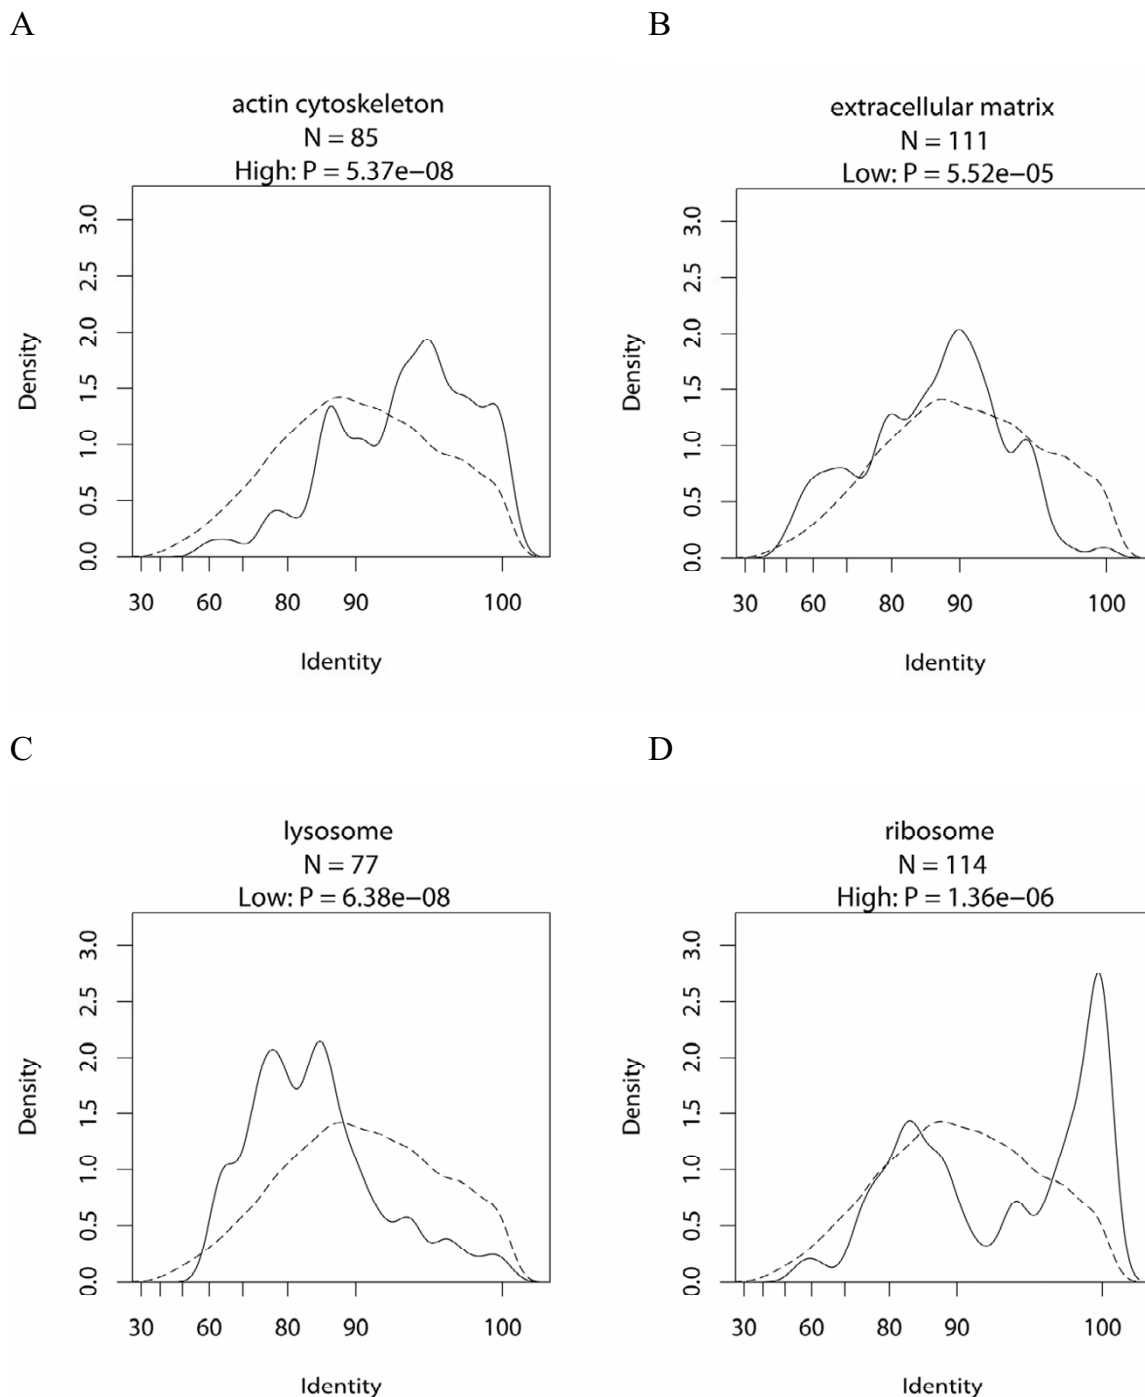 A
actin cytoskeleton
N = 85
High: P = 5.37e−08
Density
0.0 0.5 1.0 1.5 2.0 2.5 3.0
30 60 80 90 100
Identity
B
extracellular matrix
N = 111
Low: P = 5.52e−05
Density
0.0 0.5 1.0 1.5 2.0 2.5 3.0
30 60 80 90 100
Identity
C
lysosome
N = 77
Low: P = 6.38e−08
Density
0.0 0.5 1.0 1.5 2.0 2.5 3.0
30 60 80 90 100
Identity
D
ribosome
N = 114
High: P = 1.36e−06
Density
0.0 0.5 1.0 1.5 2.0 2.5 3.0
30 60 80 90 100
Identity